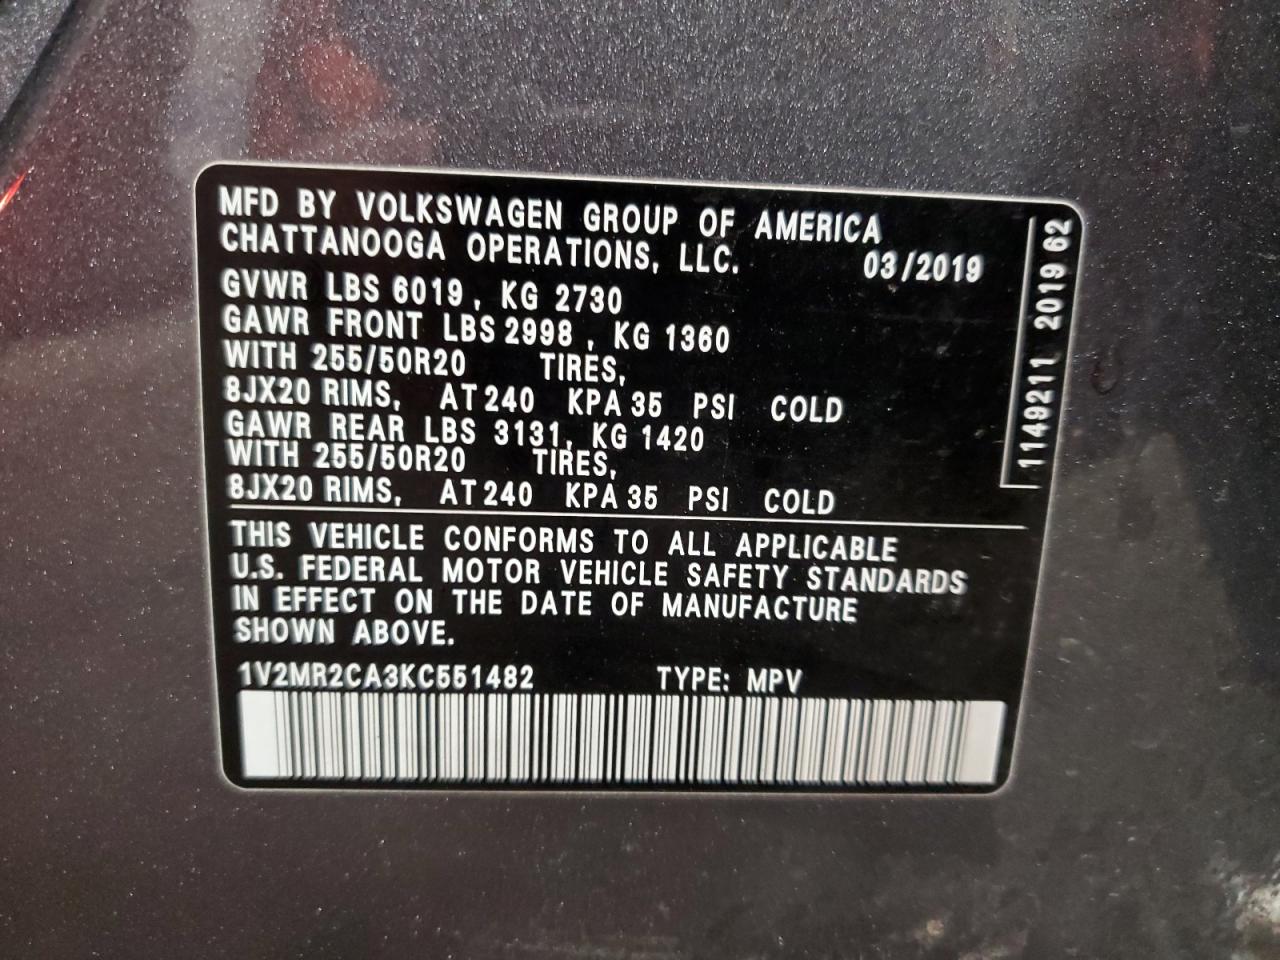 MFD BY VOLKSWAGEN GROUP OF AMERICA
CHATTANOOGA OPERATIONS, LLC. 03/2019
GVWR LBS 6019, KG 2730
GAWR FRONT LBS 2998, KG 1360
WITH 255/50R20 TIRES,
8JX20 RIMS, AT 240 KPA 35 PSI COLD
GAWR REAR LBS 3131, KG 1420
WITH 255/50R20 TIRES,
8JX20 RIMS, AT 240 KPA 35 PSI COLD
THIS VEHICLE CONFORMS TO ALL APPLICABLE
U.S. FEDERAL MOTOR VEHICLE SAFETY STANDARDS
IN EFFECT ON THE DATE OF MANUFACTURE
SHOWN ABOVE.
1V2MR2CA3KC551482 TYPE: MPV
1149211 2019 62